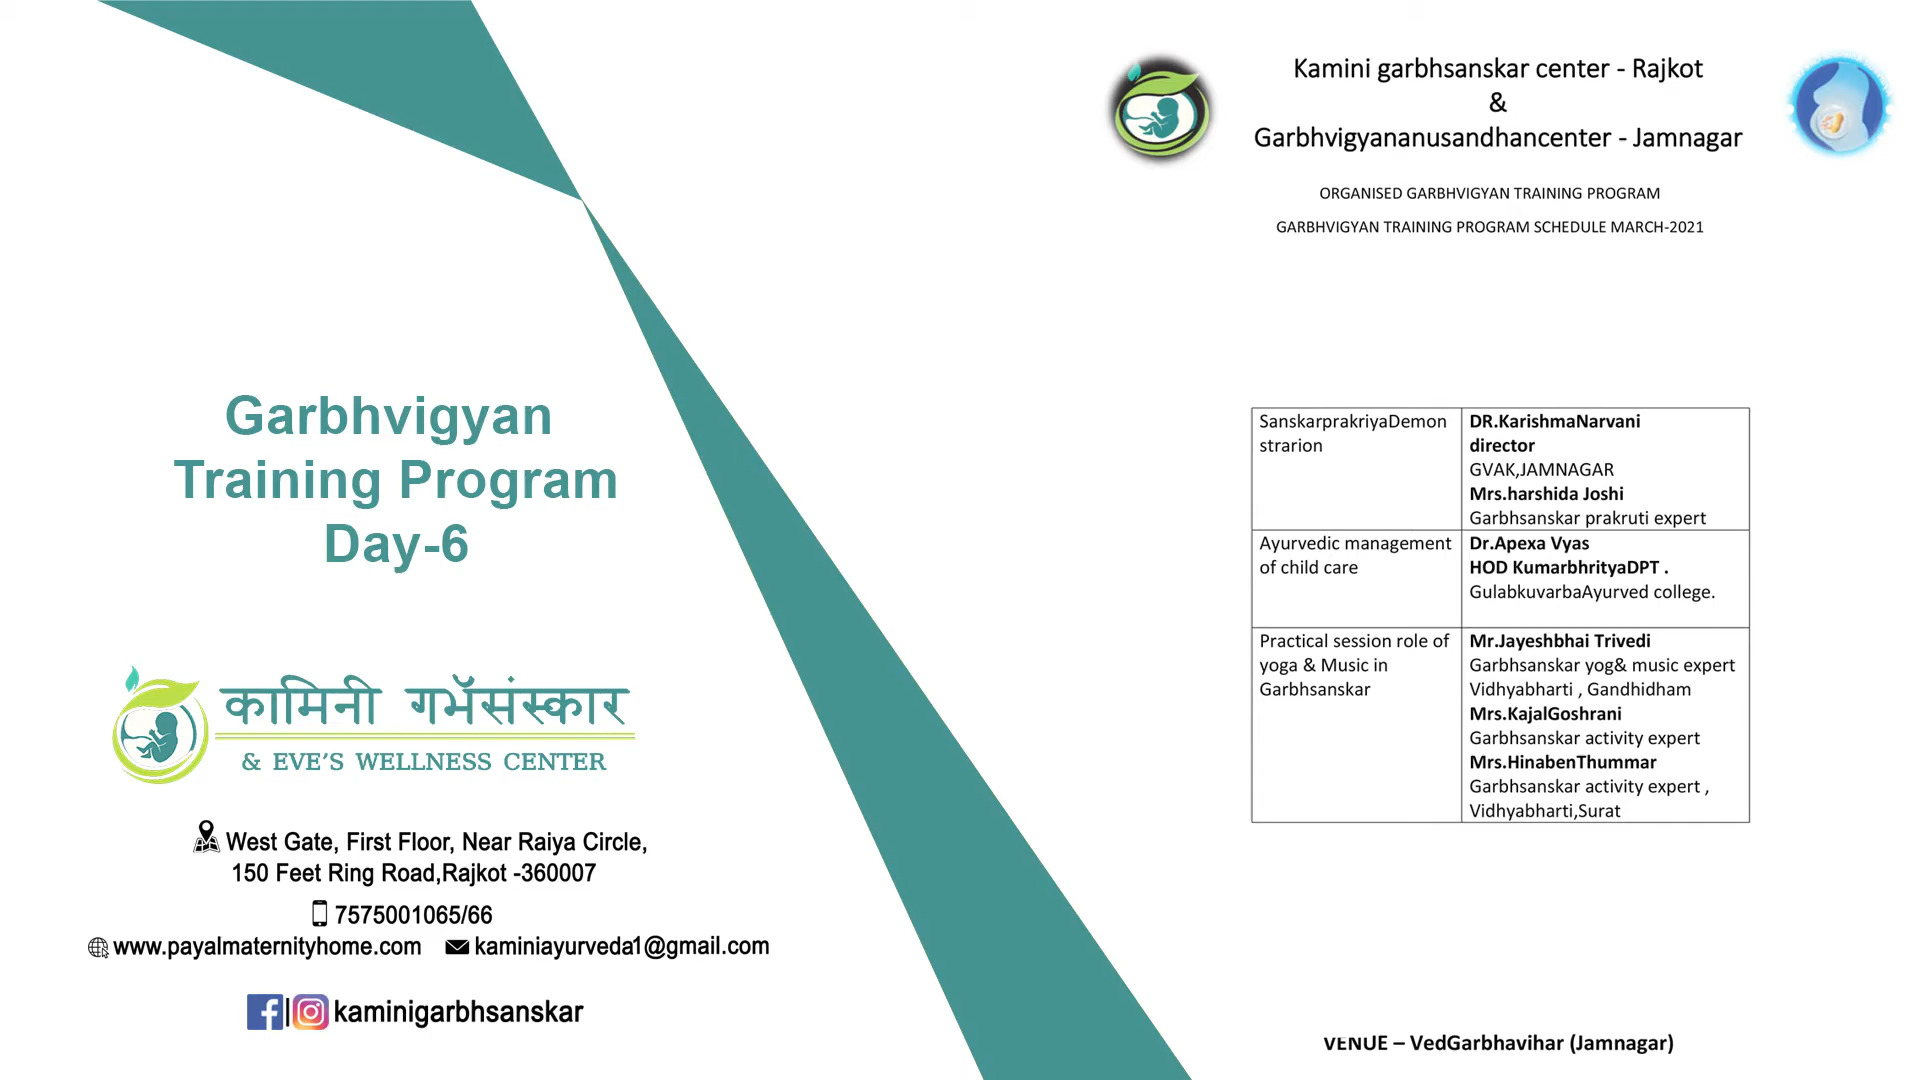 Garbhvigyan
Training Program
Day-6
कामिनी गर्भसंस्कार
& EVE'S WELLNESS CENTER
West Gate, First Floor, Near Raiya Circle,
150 Feet Ring Road,Rajkot -360007
7575001065/66
www.payalmaternityhome.com kaminiayurveda1@gmail.com
kaminigarbhsanskar
Kamini garbhsanskar center - Rajkot
&
Garbhvigyananusandhancenter - Jamnagar
ORGANISED GARBHVIGYAN TRAINING PROGRAM
GARBHVIGYAN TRAINING PROGRAM SCHEDULE MARCH-2021
SanskarprakriyaDemon
strarion
DR.KarishmaNarvani
director
GVAK,JAMNAGAR
Mrs.harshida Joshi
Garbhsanskar prakruti expert
Ayurvedic management
of child care
Dr.Apexa Vyas
HOD KumarbhrityaDPT .
GulabkuvarbaAyurved college.
Practical session role of
yoga & Music in
Garbhsanskar
Mr.Jayeshbhai Trivedi
Garbhsanskar yog& music expert
Vidhyabharti , Gandhidham
Mrs.KajalGoshrani
Garbhsanskar activity expert
Mrs.HinabenThummar
Garbhsanskar activity expert ,
Vidhyabharti,Surat
VENUE – VedGarbhavihar (Jamnagar)